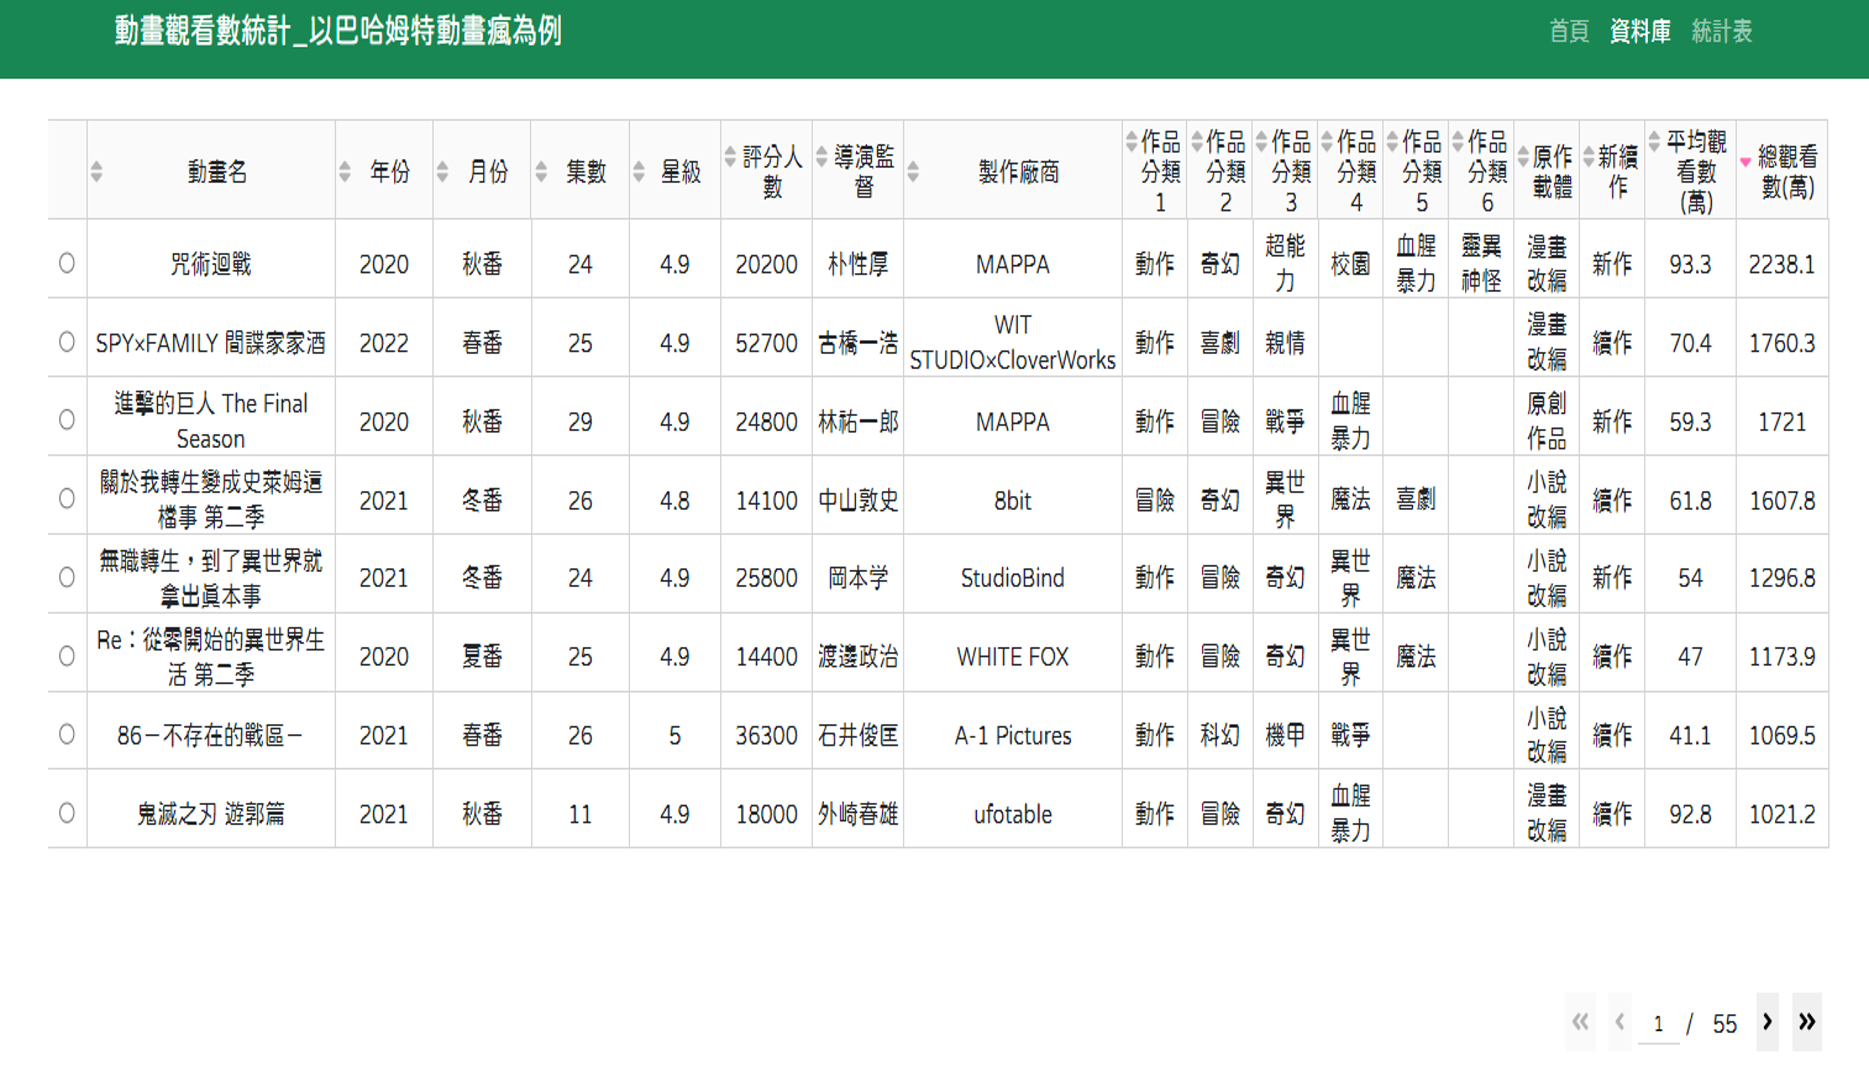 動畫觀看數統計_以巴哈姆特動畫瘋為例
首頁 資料庫 統計表
動畫名 年份 月份 集數 星級 評分人數 導演監督 製作廠商 作品分類1 作品分類2 作品分類3 作品分類4 作品分類5 作品分類6 原作載體 新續作 平均觀看數(萬) 總觀看數(萬)
咒術迴戰 2020 秋番 24 4.9 20200 朴性厚 MAPPA 動作 奇幻 超能力 校園 血腥暴力 靈異神怪 漫畫改編 新作 93.3 2238.1
SPY×FAMILY 間諜家家酒 2022 春番 25 4.9 52700 古橋一浩 WIT STUDIO×CloverWorks 動作 喜劇 親情 漫畫改編 續作 70.4 1760.3
進擊的巨人 The Final Season 2020 秋番 29 4.9 24800 林祐一郎 MAPPA 動作 冒險 戰爭 血腥暴力 原創作品 新作 59.3 1721
關於我轉生變成史萊姆這檔事 第二季 2021 冬番 26 4.8 14100 中山敦史 8bit 冒險 奇幻 異世界 魔法 喜劇 小說改編 續作 61.8 1607.8
無職轉生，到了異世界就拿出真本事 2021 冬番 24 4.9 25800 岡本学 StudioBind 動作 冒險 奇幻 異世界 魔法 小說改編 新作 54 1296.8
Re：從零開始的異世界生活 第二季 2020 夏番 25 4.9 14400 渡邊政治 WHITE FOX 動作 冒險 奇幻 異世界 魔法 小說改編 續作 47 1173.9
86－不存在的戰區－ 2021 春番 26 5 36300 石井俊匡 A-1 Pictures 動作 科幻 機甲 戰爭 小說改編 續作 41.1 1069.5
鬼滅之刃 遊郭篇 2021 秋番 11 4.9 18000 外崎春雄 ufotable 動作 冒險 奇幻 血腥暴力 漫畫改編 續作 92.8 1021.2
« ‹ 1 / 55 › »